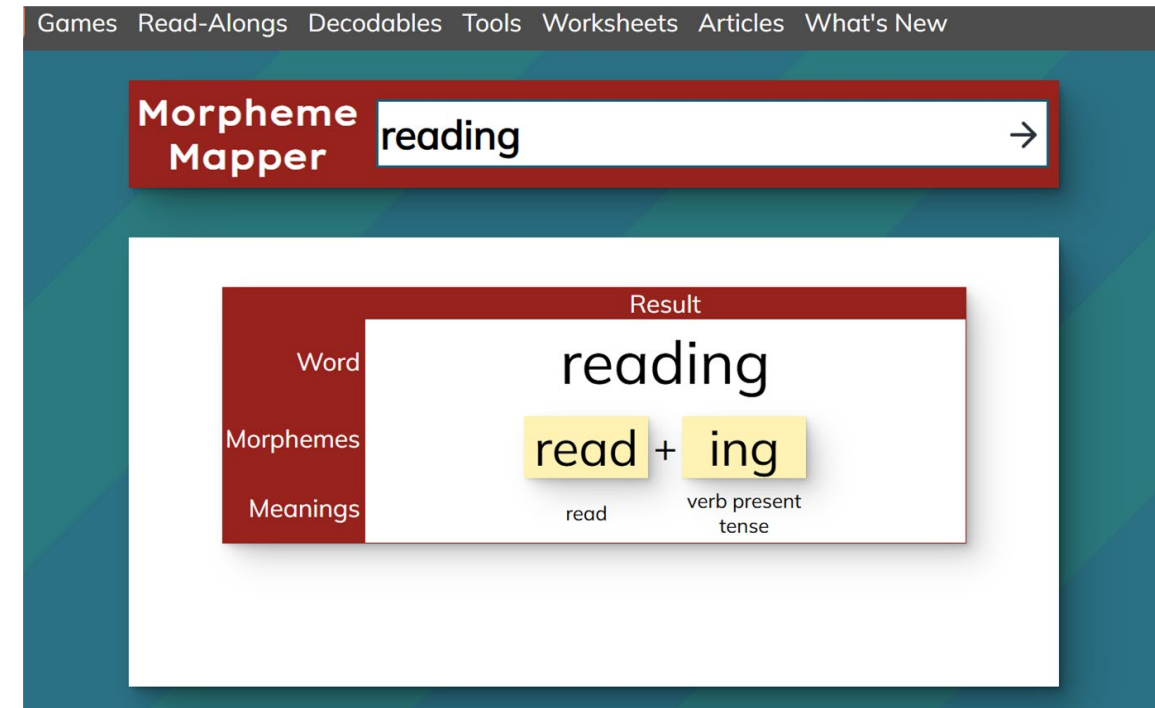 Games Read-Alongs Decodables Tools Worksheets Articles What's New
Morpheme
Mapper
reading →
Result
Word reading
Morphemes read + ing
Meanings read verb present
tense